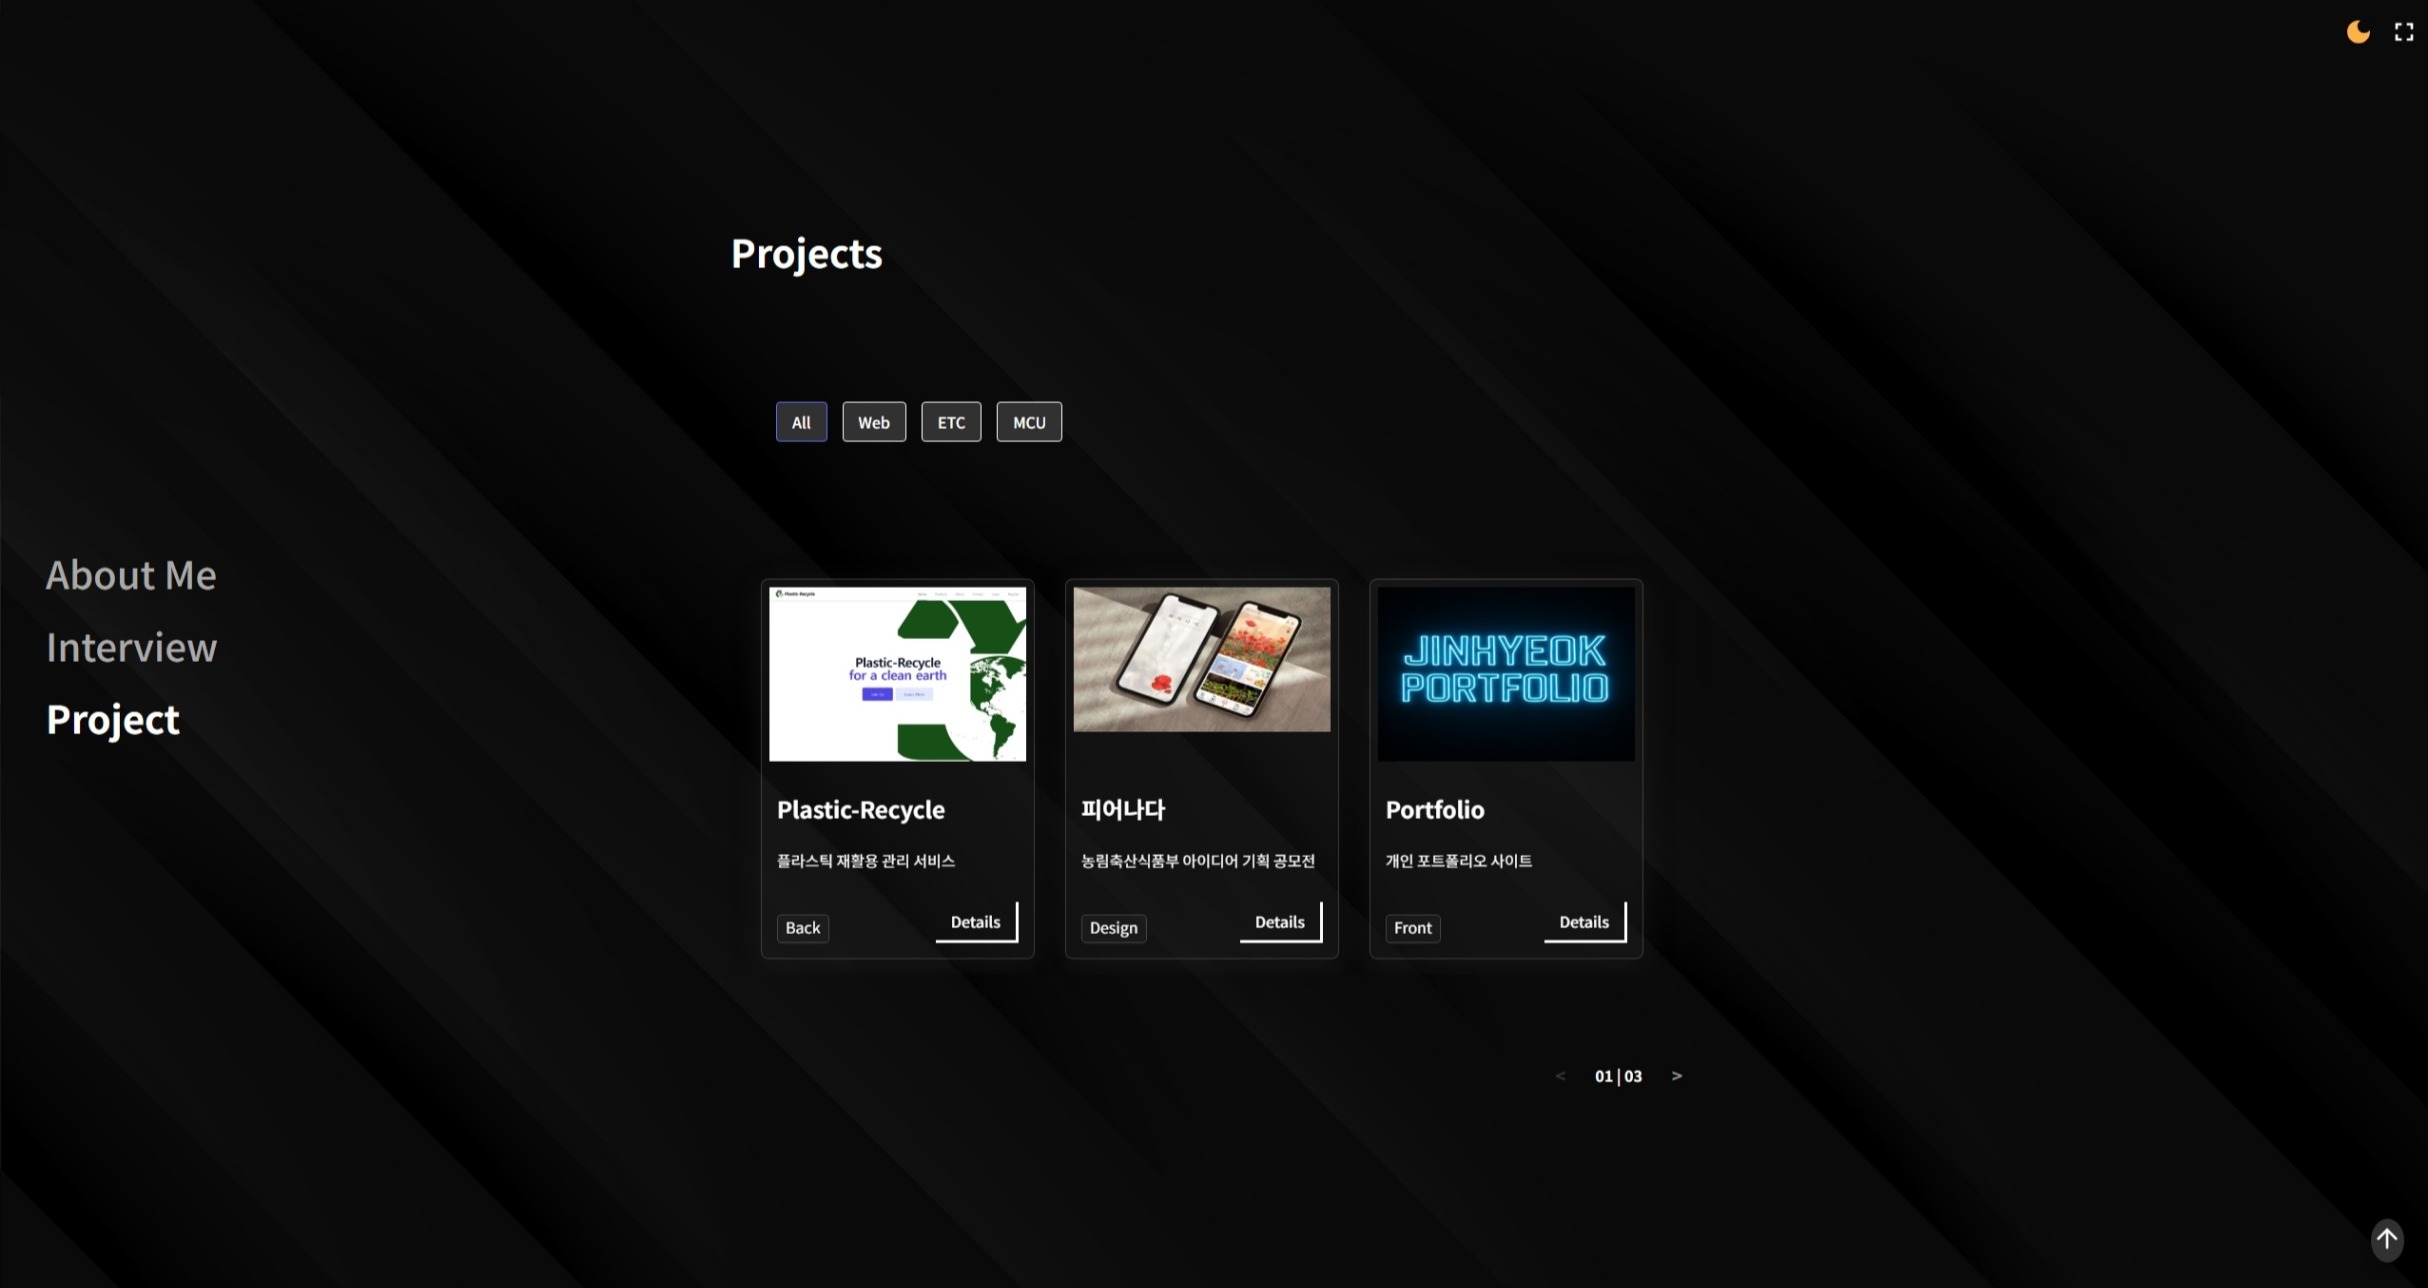 Projects
All
Web
ETC
MCU
About Me
Interview
Project
Plastic-Recycle
Plastic-Recycle
for a clean earth
JINHYEOK
PORTFOLIO
Plastic-Recycle
플라스틱 재활용 관리 서비스
Back
Details
피어나다
농림축산식품부 아이디어 기획 공모전
Design
Details
Portfolio
개인 포트폴리오 사이트
Front
Details
< 01 | 03 >